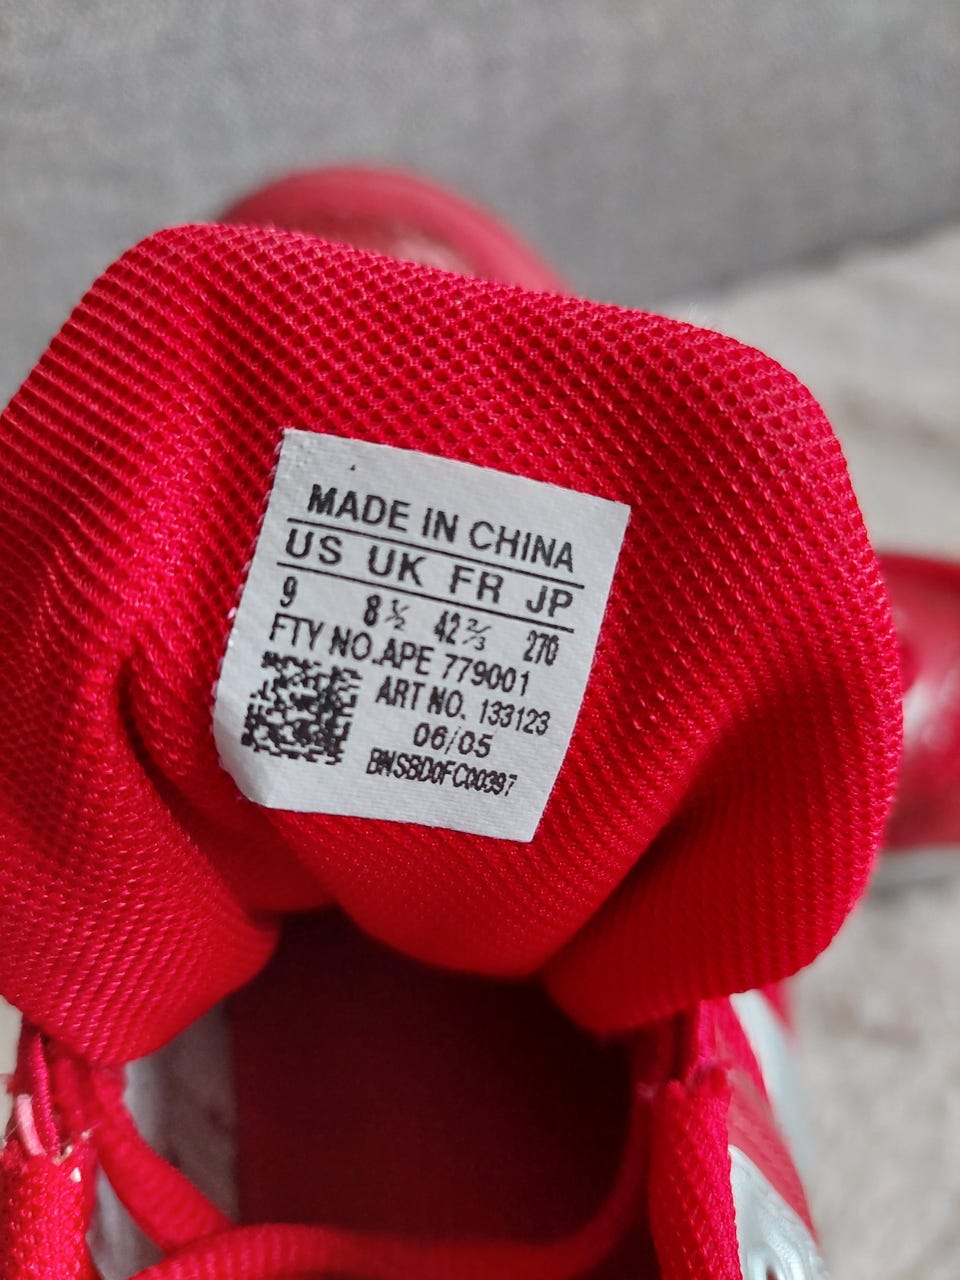 MADE IN CHINA
US UK FR JP
9 8½ 42⅔ 270
FTY NO.APE 779001
ART NO. 133123
06/05
BNSBD0FC00397